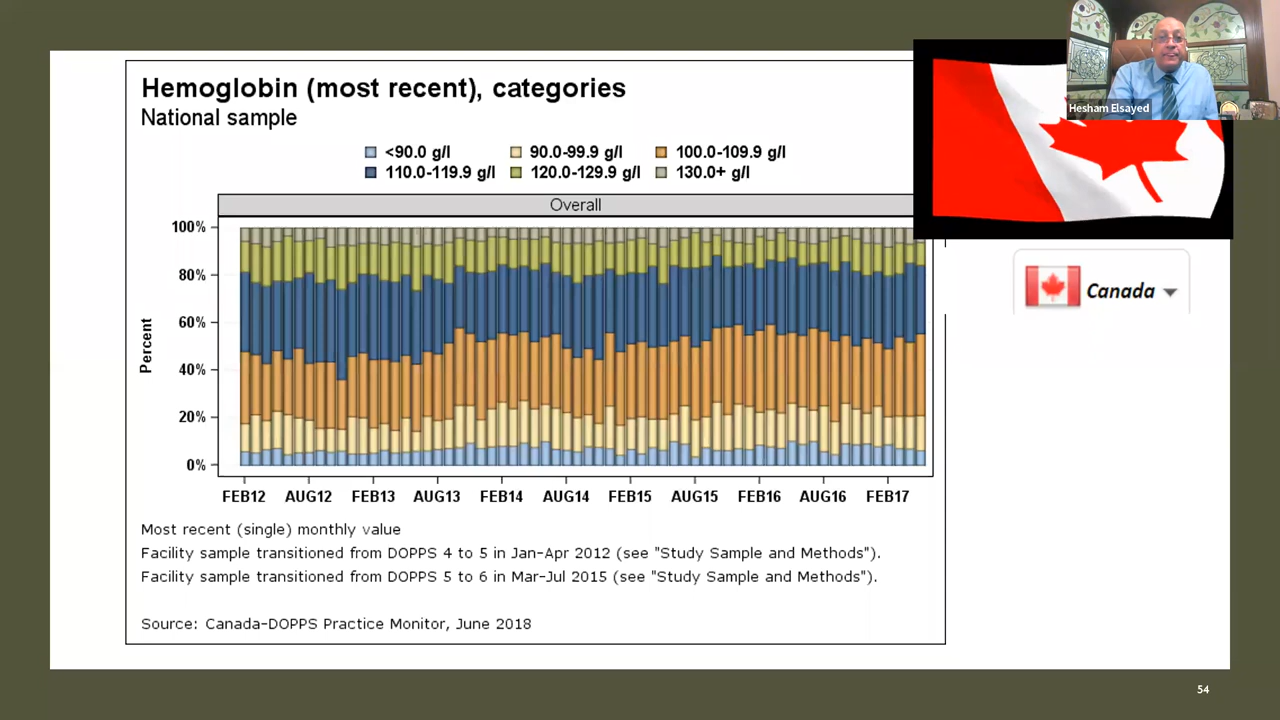 Hemoglobin (most recent), categories
National sample
<90.0 g/l 90.0-99.9 g/l 100.0-109.9 g/l
110.0-119.9 g/l 120.0-129.9 g/l 130.0+ g/l
Overall
100%
80%
60%
40%
20%
0%
Percent
FEB12 AUG12 FEB13 AUG13 FEB14 AUG14 FEB15 AUG15 FEB16 AUG16 FEB17
Most recent (single) monthly value
Facility sample transitioned from DOPPS 4 to 5 in Jan-Apr 2012 (see "Study Sample and Methods").
Facility sample transitioned from DOPPS 5 to 6 in Mar-Jul 2015 (see "Study Sample and Methods").
Source: Canada-DOPPS Practice Monitor, June 2018
Hesham Elsayed
Canada
54